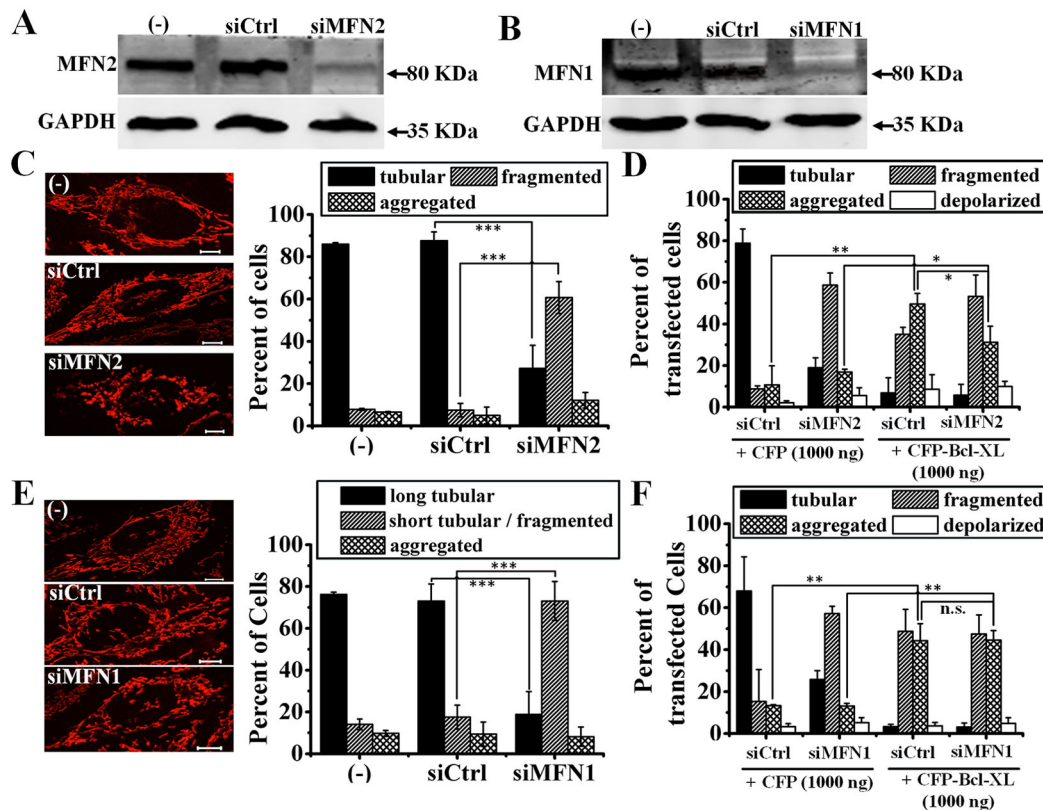 A
(-)
siCtrl
siMFN2
MFN2
80 KDa
GAPDH
35 KDa
B
(-)
siCtrl
siMFN1
MFN1
80 KDa
GAPDH
35 KDa
C
(-)
siCtrl
siMFN2
tubular
fragmented
aggregated
Percent of cells
100
80
60
40
20
0
***
***
(-)
siCtrl
siMFN2
D
tubular
fragmented
aggregated
depolarized
Percent of
transfected cells
100
80
60
40
20
0
**
*
*
siCtrl
siMFN2
siCtrl
siMFN2
+ CFP (1000 ng)
+ CFP-Bcl-XL
(1000 ng)
E
(-)
siCtrl
siMFN1
long tubular
short tubular / fragmented
aggregated
Percent of Cells
100
80
60
40
20
0
***
***
(-)
siCtrl
siMFN1
F
tubular
fragmented
aggregated
depolarized
Percent of
transfected Cells
100
80
60
40
20
0
**
**
n.s.
siCtrl
siMFN1
siCtrl
siMFN1
+ CFP (1000 ng)
+ CFP-Bcl-XL
(1000 ng)